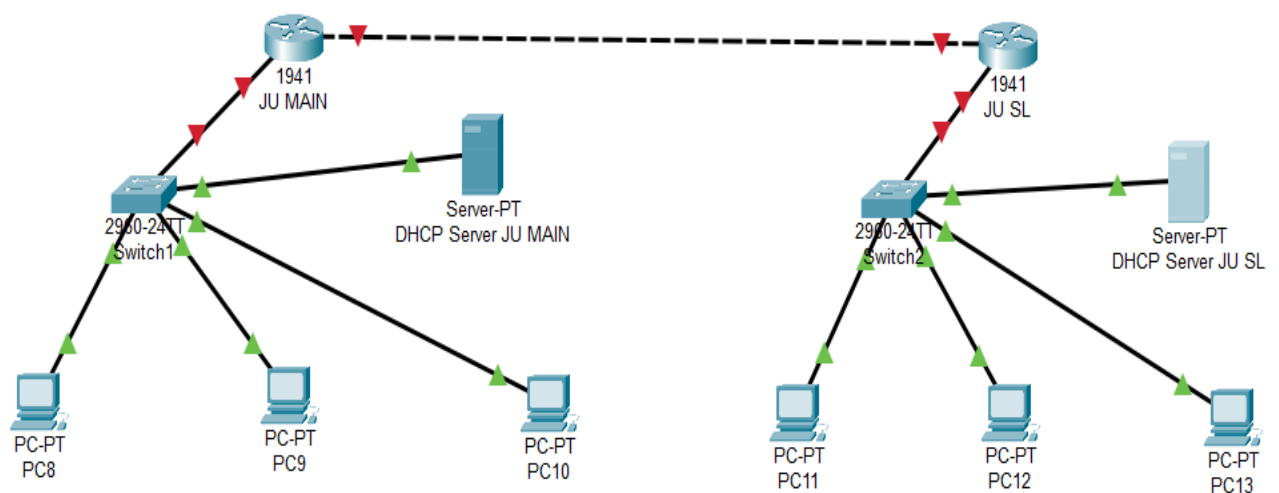 1941
JU MAIN
1941
JU SL
Server-PT
DHCP Server JU MAIN
2960-24TT
Switch1
Server-PT
DHCP Server JU SL
2960-24TT
Switch2
PC-PT
PC8
PC-PT
PC9
PC-PT
PC10
PC-PT
PC11
PC-PT
PC12
PC-PT
PC13